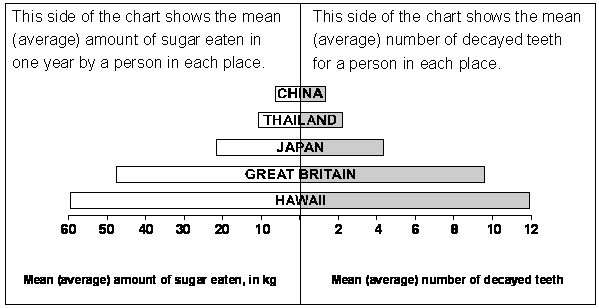 This side of the chart shows the mean
(average) amount of sugar eaten in
one year by a person in each place.
This side of the chart shows the mean
(average) number of decayed teeth
for a person in each place.
CHINA
THAILAND
JAPAN
GREAT BRITAIN
HAWAII
60 50 40 30 20 10 2 4 6 8 10 12
Mean (average) amount of sugar eaten, in kg
Mean (average) number of decayed teeth